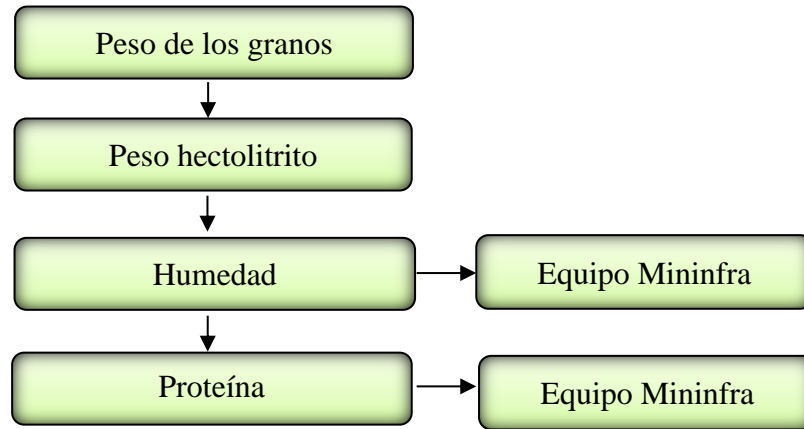 Peso de los granos
Peso hectolitrito
Humedad
Equipo Mininfra
Proteína
Equipo Mininfra